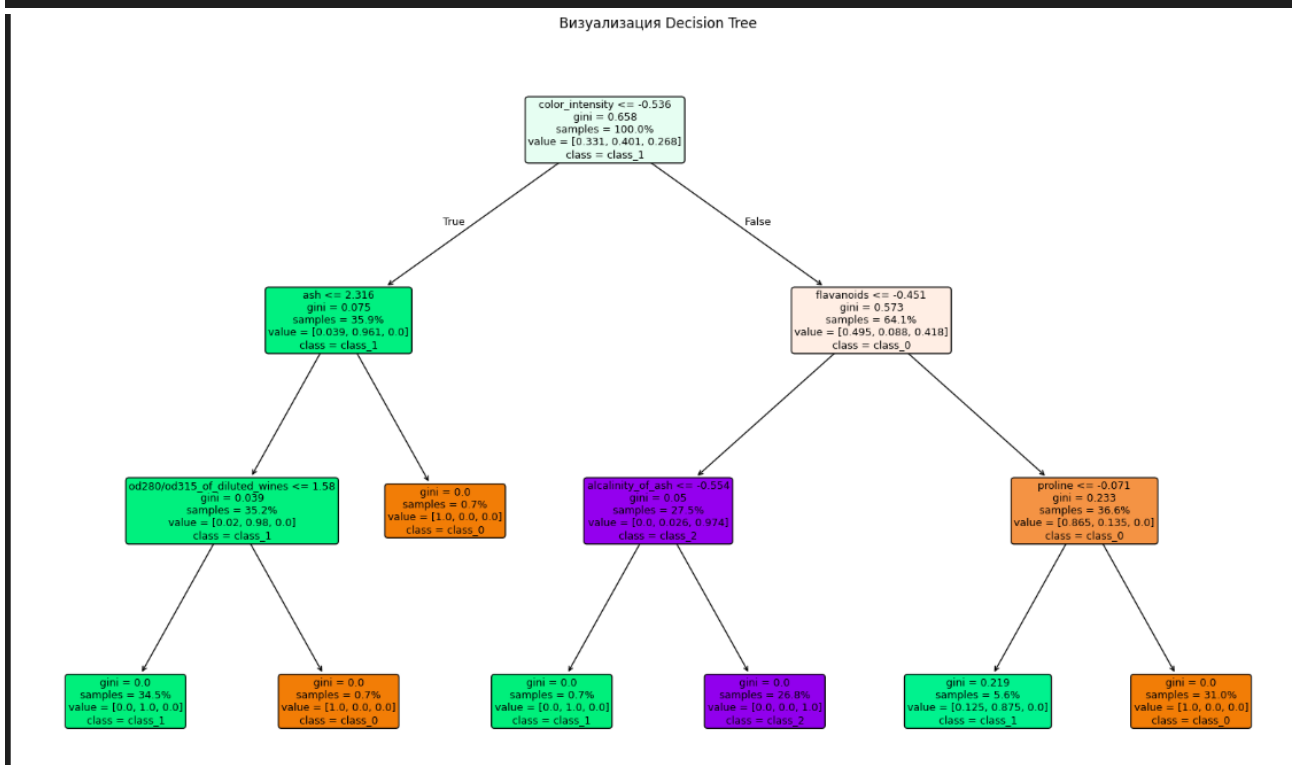 Визуализация Decision Tree
color_intensity <= -0.536
gini = 0.658
samples = 100.0%
value = [0.331, 0.401, 0.268]
class = class_1
True
False
ash <= 2.316
gini = 0.075
samples = 35.9%
value = [0.039, 0.961, 0.0]
class = class_1
flavanoids <= -0.451
gini = 0.573
samples = 64.1%
value = [0.495, 0.088, 0.418]
class = class_0
od280/od315_of_diluted_wines <= 1.58
gini = 0.039
samples = 35.2%
value = [0.02, 0.98, 0.0]
class = class_1
gini = 0.0
samples = 0.7%
value = [1.0, 0.0, 0.0]
class = class_0
alcalinity_of_ash <= -0.554
gini = 0.05
samples = 27.5%
value = [0.0, 0.026, 0.974]
class = class_2
proline <= -0.071
gini = 0.233
samples = 36.6%
value = [0.865, 0.135, 0.0]
class = class_0
gini = 0.0
samples = 34.5%
value = [0.0, 1.0, 0.0]
class = class_1
gini = 0.0
samples = 0.7%
value = [1.0, 0.0, 0.0]
class = class_0
gini = 0.0
samples = 0.7%
value = [0.0, 1.0, 0.0]
class = class_1
gini = 0.0
samples = 26.8%
value = [0.0, 0.0, 1.0]
class = class_2
gini = 0.219
samples = 5.6%
value = [0.125, 0.875, 0.0]
class = class_1
gini = 0.0
samples = 31.0%
value = [1.0, 0.0, 0.0]
class = class_0